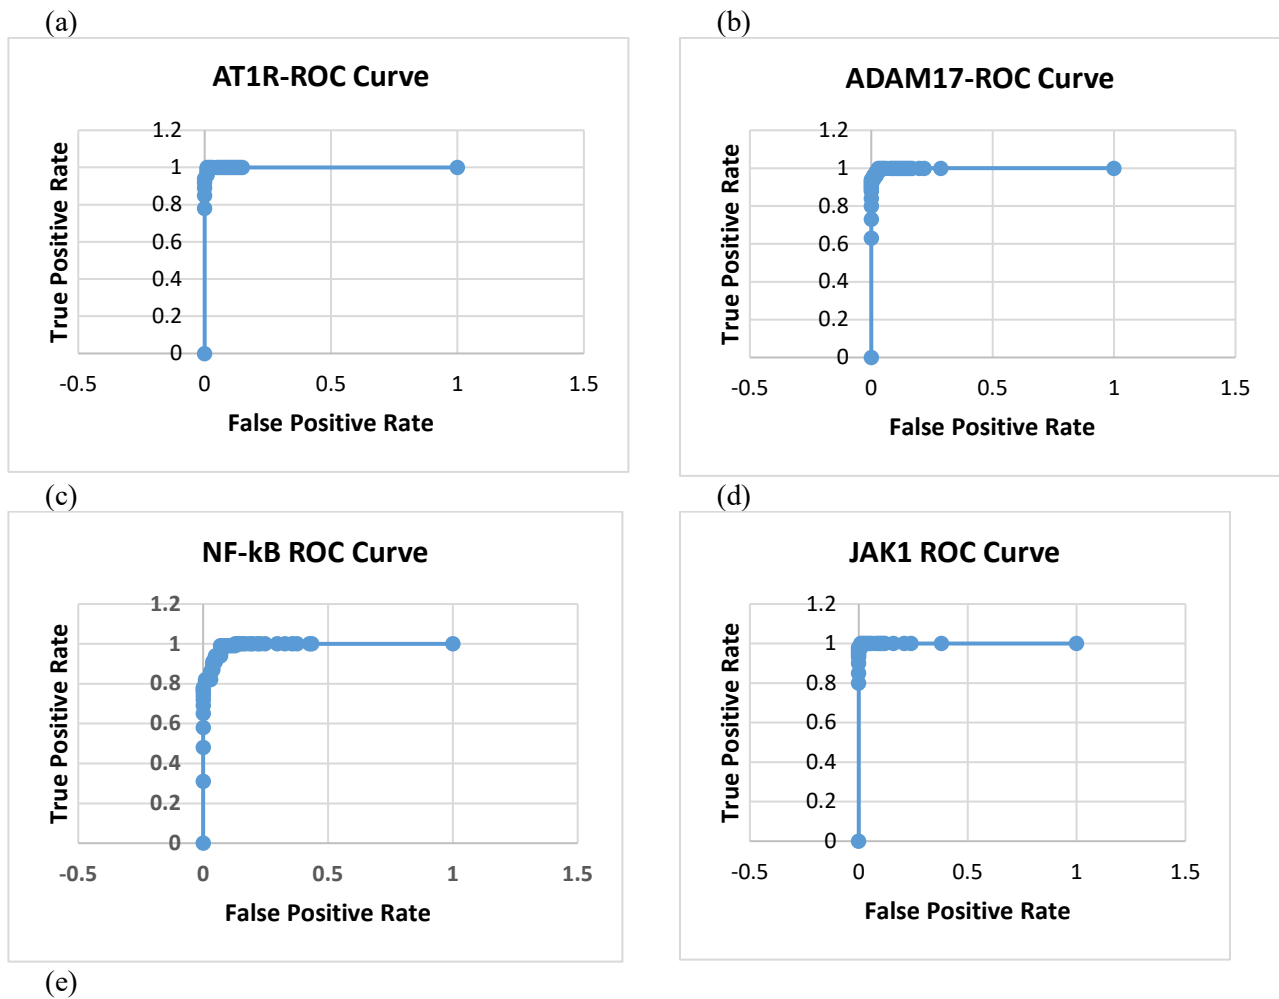 (a)
AT1R-ROC Curve
True Positive Rate
1.2
1
0.8
0.6
0.4
0.2
0
-0.5 0 0.5 1 1.5
False Positive Rate
(b)
ADAM17-ROC Curve
True Positive Rate
1.2
1
0.8
0.6
0.4
0.2
0
-0.5 0 0.5 1 1.5
False Positive Rate
(c)
NF-kB ROC Curve
True Positive Rate
1.2
1
0.8
0.6
0.4
0.2
0
-0.5 0 0.5 1 1.5
False Positive Rate
(d)
JAK1 ROC Curve
True Positive Rate
1.2
1
0.8
0.6
0.4
0.2
0
-0.5 0 0.5 1 1.5
False Positive Rate
(e)